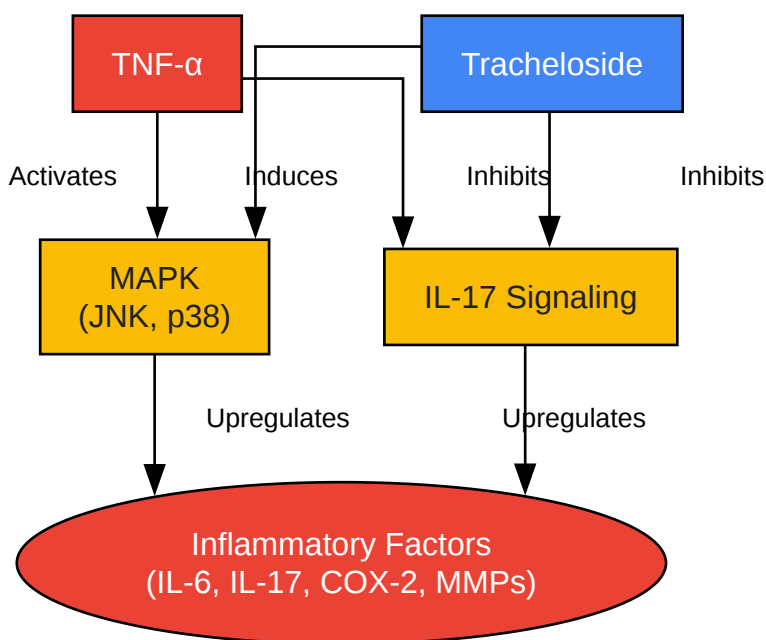 TNF-α
Tracheloside
Activates
Induces
Inhibits
Inhibits
MAPK
(JNK, p38)
IL-17 Signaling
Upregulates
Upregulates
Inflammatory Factors
(IL-6, IL-17, COX-2, MMPs)